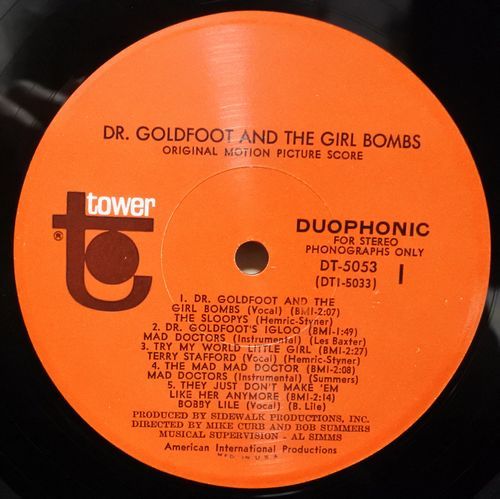 DR. GOLDFOOT AND THE GIRL BOMBS
ORIGINAL MOTION PICTURE SCORE
tower
®
t
DUOPHONIC
FOR STEREO
PHONOGRAPHS ONLY
DT-5053
(DT1-5033)
1
1. DR. GOLDFOOT AND THE
GIRL BOMBS (Vocal) (BMI-2:07)
THE SLOOPYS (Hemric-Styner)
2. DR. GOLDFOOT'S IGLOO (BMI-1:49)
MAD DOCTORS (Instrumental) (Les Baxter)
3. TRY MY WORLD LITTLE GIRL (BMI-2:27)
TERRY STAFFORD (Vocal) (Hemric-Styner)
4. THE MAD MAD DOCTOR (BMI-2:08)
MAD DOCTORS (Instrumental) (Summers)
5. THEY JUST DON'T MAKE 'EM
LIKE HER ANYMORE (BMI-2:14)
BOBBY LILE (Vocal) (B. Lile)
PRODUCED BY SIDEWALK PRODUCTIONS, INC.
DIRECTED BY MIKE CURB AND BOB SUMMERS
MUSICAL SUPERVISION - AL SIMMS
American International Productions
MFD. IN U.S.A.